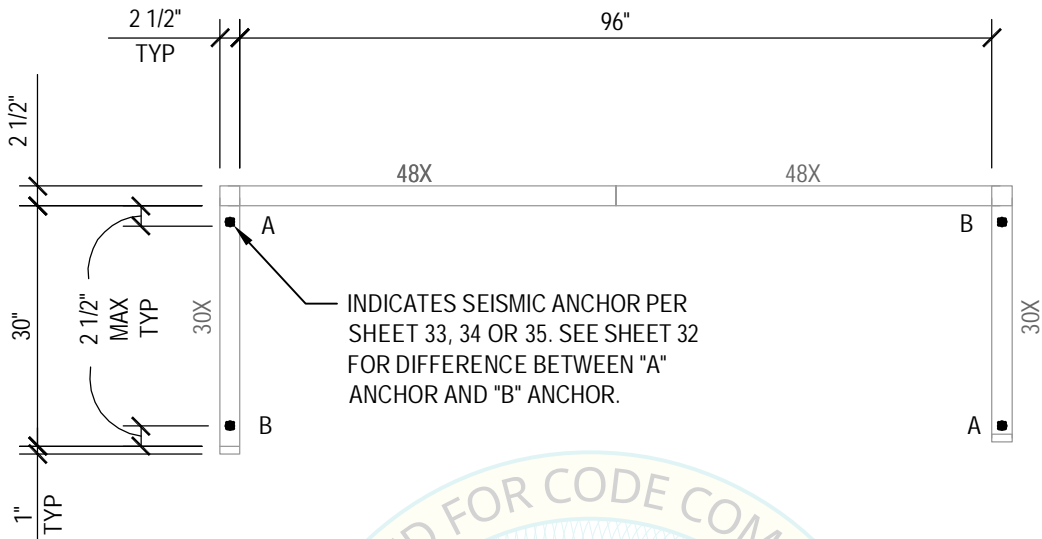 2 1/2"
TYP
96"
2 1/2"
48X
48X
A
B
30"
2 1/2"
MAX
TYP
30X
INDICATES SEISMIC ANCHOR PER
SHEET 33, 34 OR 35. SEE SHEET 32
FOR DIFFERENCE BETWEEN "A"
ANCHOR AND "B" ANCHOR.
30X
B
A
1"
TYP
FOR CODE